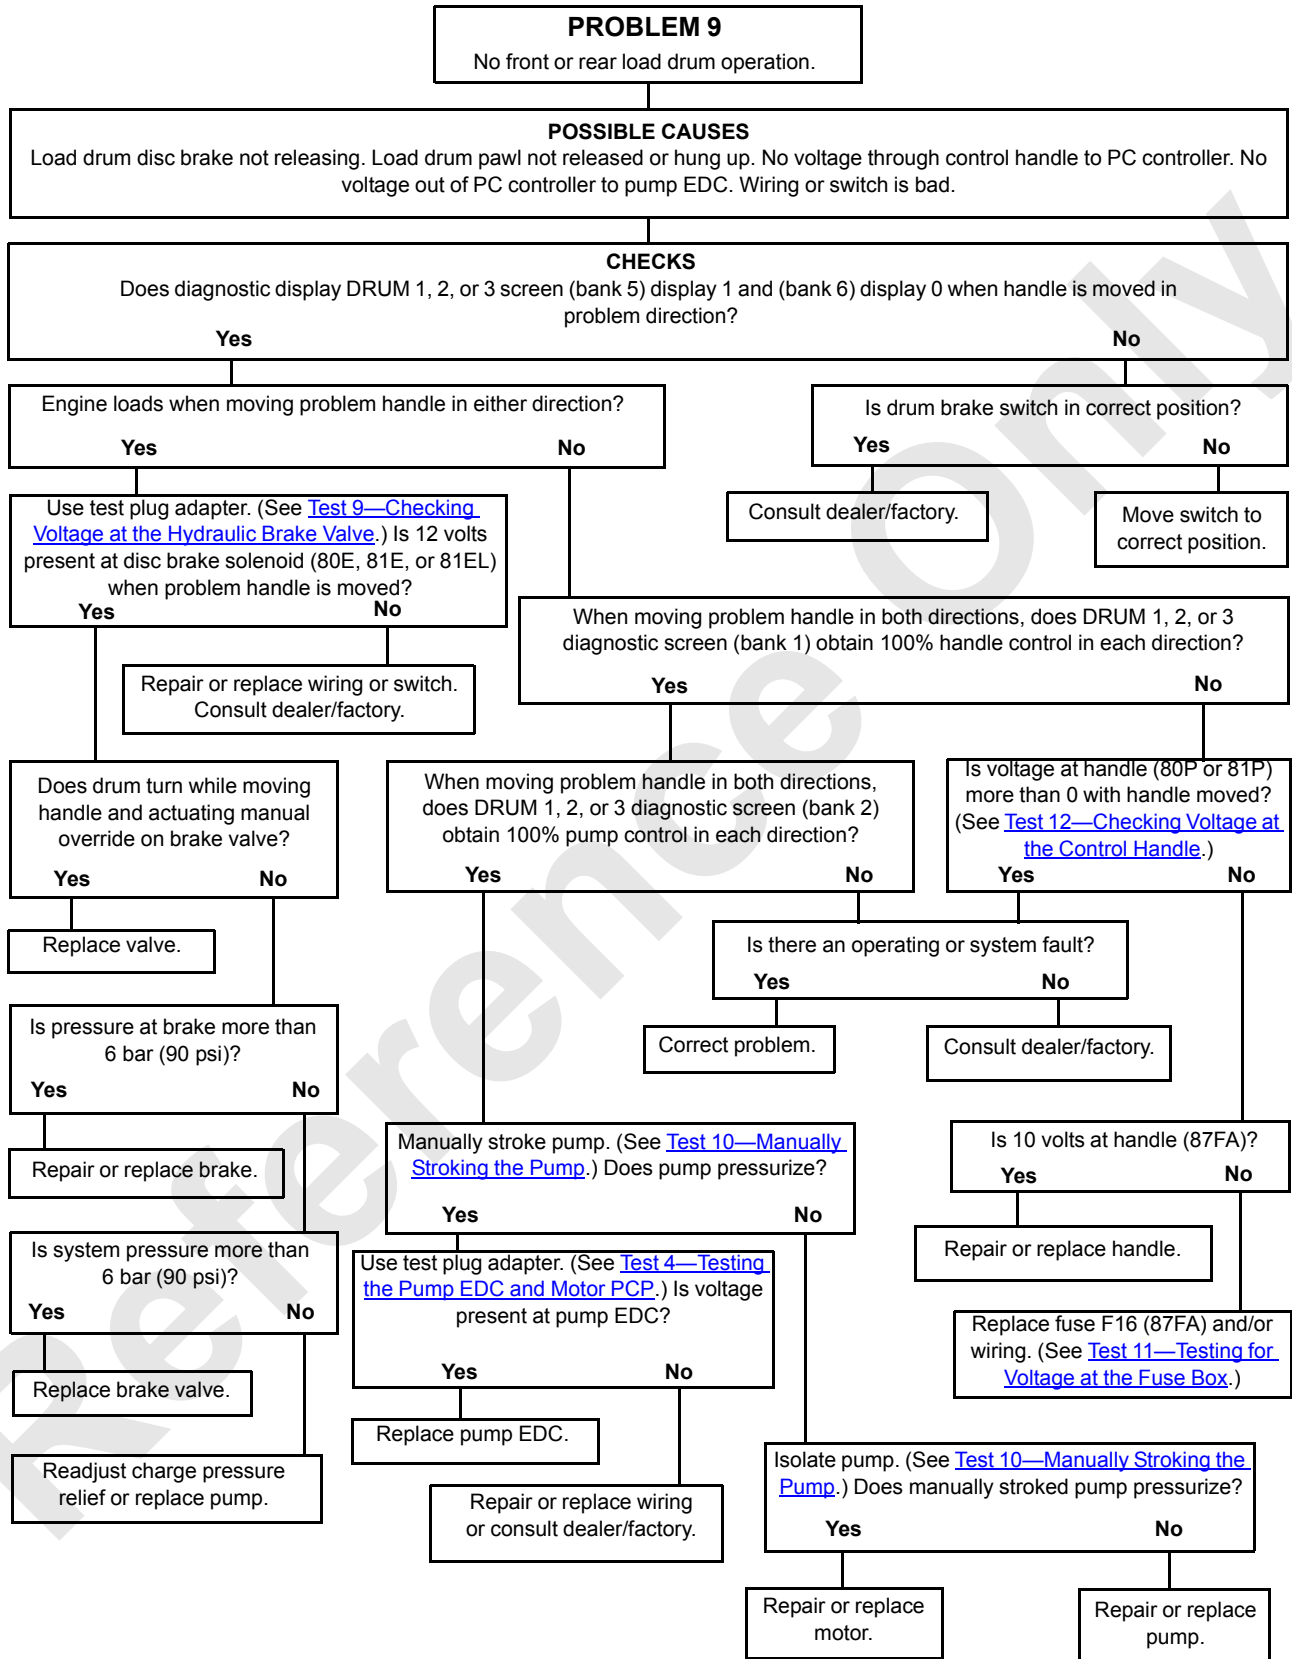 PROBLEM 9
No front or rear load drum operation.
POSSIBLE CAUSES
Load drum disc brake not releasing. Load drum pawl not released or hung up. No voltage through control handle to PC controller. No
voltage out of PC controller to pump EDC. Wiring or switch is bad.
CHECKS
Does diagnostic display DRUM 1, 2, or 3 screen (bank 5) display 1 and (bank 6) display 0 when handle is moved in
problem direction?
Yes
No
Engine loads when moving problem handle in either direction?
Yes
No
Is drum brake switch in correct position?
Yes
No
Use test plug adapter. (See Test 9—Checking
Voltage at the Hydraulic Brake Valve.) Is 12 volts
present at disc brake solenoid (80E, 81E, or 81EL)
when problem handle is moved?
Yes
No
Consult dealer/factory.
Move switch to
correct position.
When moving problem handle in both directions, does DRUM 1, 2, or 3
diagnostic screen (bank 1) obtain 100% handle control in each direction?
Yes
No
Repair or replace wiring or switch.
Consult dealer/factory.
Does drum turn while moving
handle and actuating manual
override on brake valve?
Yes
No
When moving problem handle in both directions,
does DRUM 1, 2, or 3 diagnostic screen (bank 2)
obtain 100% pump control in each direction?
Yes
No
Is voltage at handle (80P or 81P)
more than 0 with handle moved?
(See Test 12—Checking Voltage at
the Control Handle.)
Yes
No
Replace valve.
Is there an operating or system fault?
Yes
No
Is pressure at brake more than
6 bar (90 psi)?
Yes
No
Correct problem.
Consult dealer/factory.
Repair or replace brake.
Manually stroke pump. (See Test 10—Manually
Stroking the Pump.) Does pump pressurize?
Yes
No
Is 10 volts at handle (87FA)?
Yes
No
Is system pressure more than
6 bar (90 psi)?
Yes
No
Use test plug adapter. (See Test 4—Testing
the Pump EDC and Motor PCP.) Is voltage
present at pump EDC?
Yes
No
Repair or replace handle.
Replace fuse F16 (87FA) and/or
wiring. (See Test 11—Testing for
Voltage at the Fuse Box.)
Replace brake valve.
Replace pump EDC.
Readjust charge pressure
relief or replace pump.
Isolate pump. (See Test 10—Manually Stroking the
Pump.) Does manually stroked pump pressurize?
Yes
No
Repair or replace wiring
or consult dealer/factory.
Repair or replace
motor.
Repair or replace
pump.
Reference Only